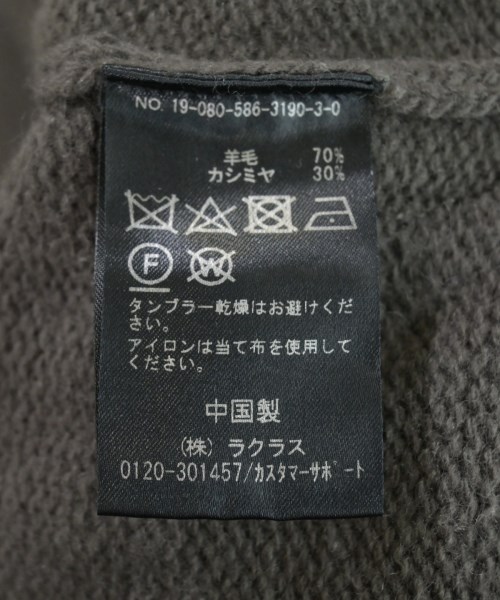 NO. 19-080-586-3190-3-0
羊毛 70%
カシミヤ 30%
F W
タンブラー乾燥はお避けくだ
さい。
アイロンは当て布を使用して
ください。
中国製
(株) ラクラス
0120-301457/カスタマーサポート